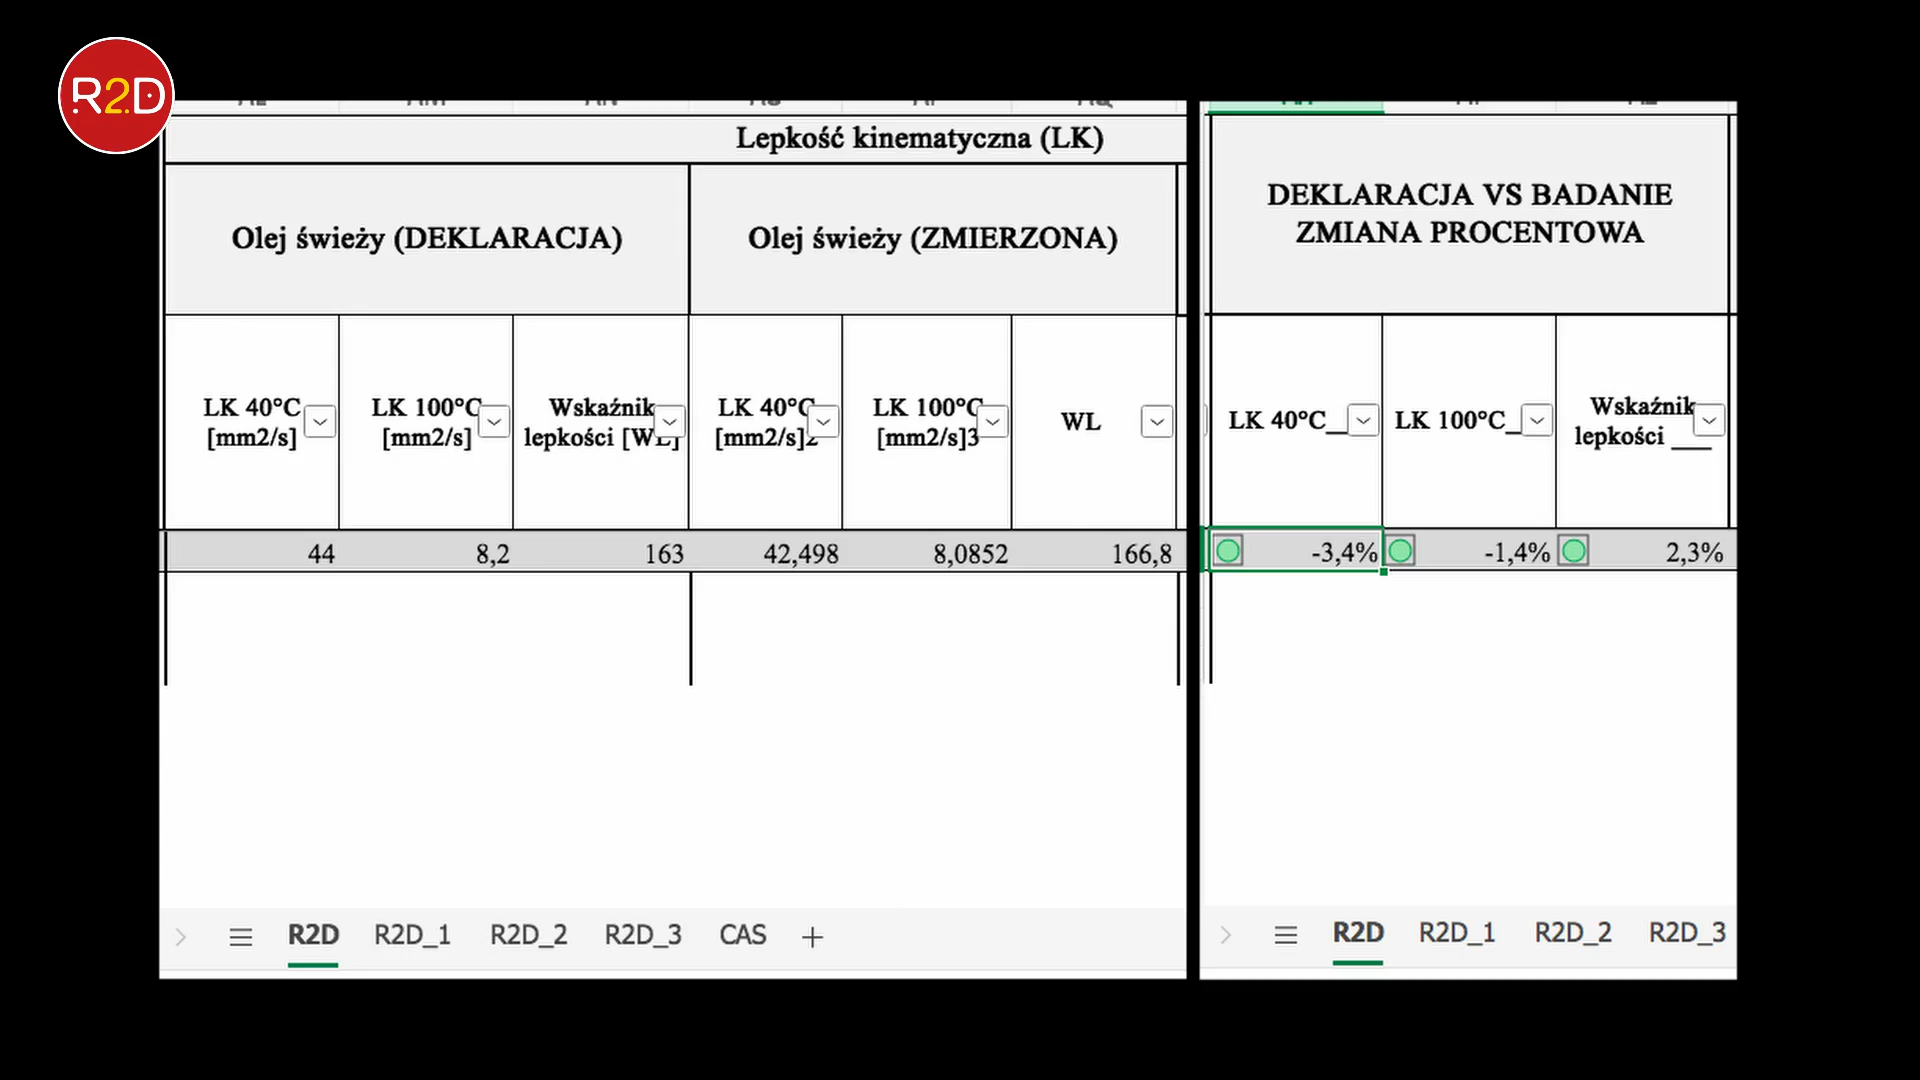 R2D
Lepkość kinematyczna (LK)
Olej świeży (DEKLARACJA)
Olej świeży (ZMIERZONA)
DEKLARACJA VS BADANIE
ZMIANA PROCENTOWA
LK 40°C
[mm2/s]
LK 100°C
[mm2/s]
Wskaźnik
lepkości [WL]
LK 40°C
[mm2/s]2
LK 100°C
[mm2/s]3
WL
LK 40°C__
LK 100°C_
Wskaźnik
lepkości ___
44
8,2
163
42,498
8,0852
166,8
-3,4%
-1,4%
2,3%
R2D R2D_1 R2D_2 R2D_3 CAS +
R2D R2D_1 R2D_2 R2D_3